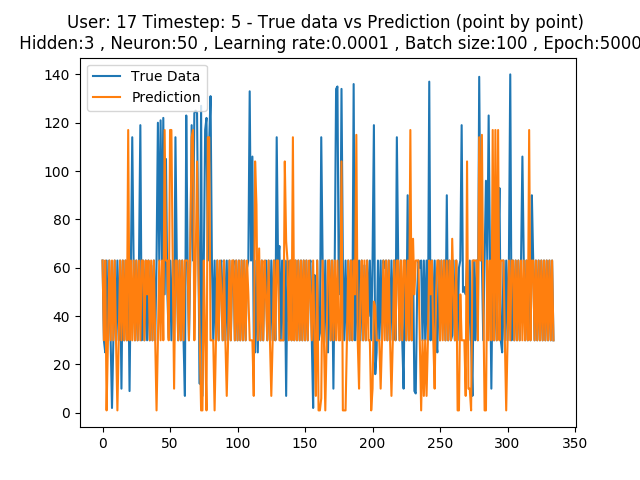 User: 17 Timestep: 5 - True data vs Prediction (point by point)
Hidden:3 , Neuron:50 , Learning rate:0.0001 , Batch size:100 , Epoch:5000
True Data
Prediction
140
120
100
80
60
40
20
0
0 50 100 150 200 250 300 350